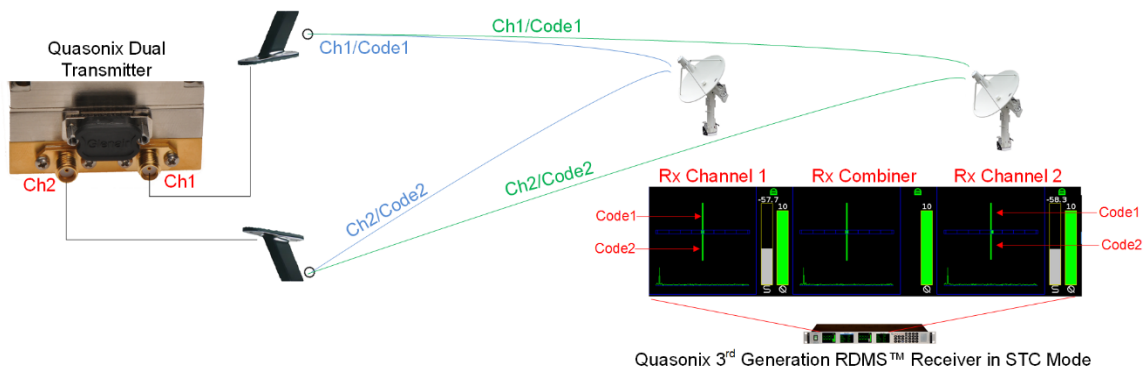 Quasonix Dual
Transmitter
Glenair
Ch2
Ch1
Ch1/Code1
Ch1/Code1
Ch2/Code2
Ch2/Code2
Rx Channel 1
Rx Combiner
Rx Channel 2
-57.7
10
10
-58.3
10
Code1
Code2
Code1
Code2
S
Q
Q
S
Q
Quasonix 3rd Generation RDMS™ Receiver in STC Mode